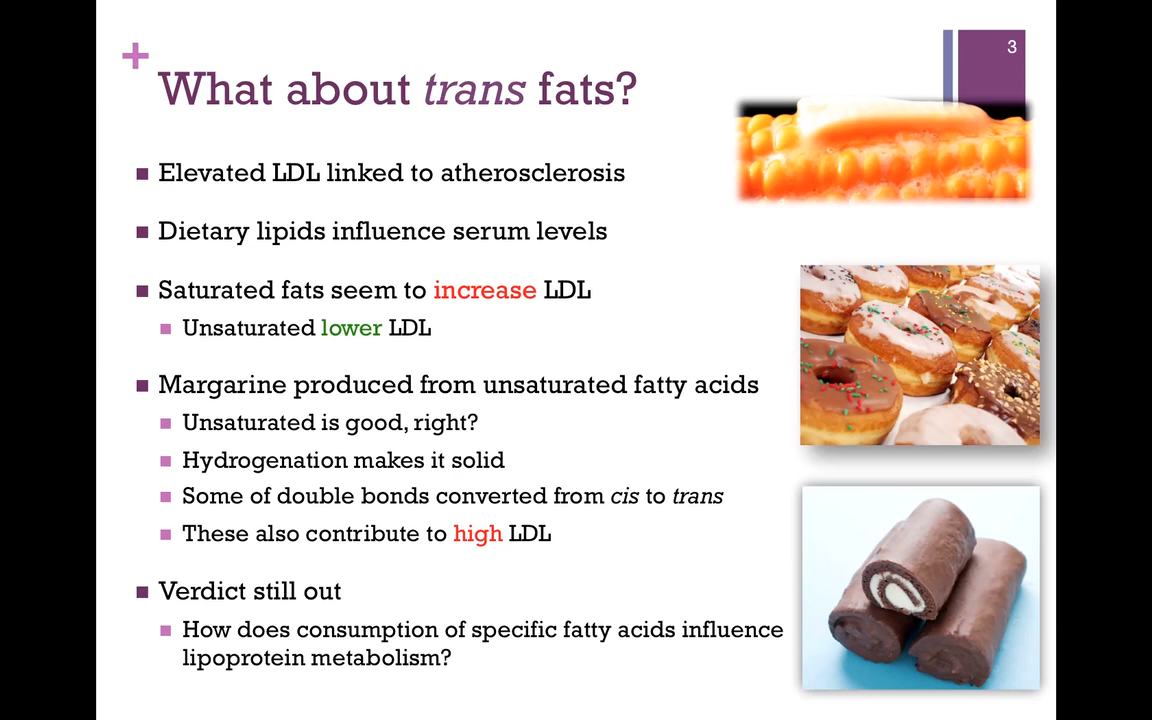 3
What about trans fats?
Elevated LDL linked to atherosclerosis
Dietary lipids influence serum levels
Saturated fats seem to increase LDL
Unsaturated lower LDL
Margarine produced from unsaturated fatty acids
Unsaturated is good, right?
Hydrogenation makes it solid
Some of double bonds converted from cis to trans
These also contribute to high LDL
Verdict still out
How does consumption of specific fatty acids influence
lipoprotein metabolism?